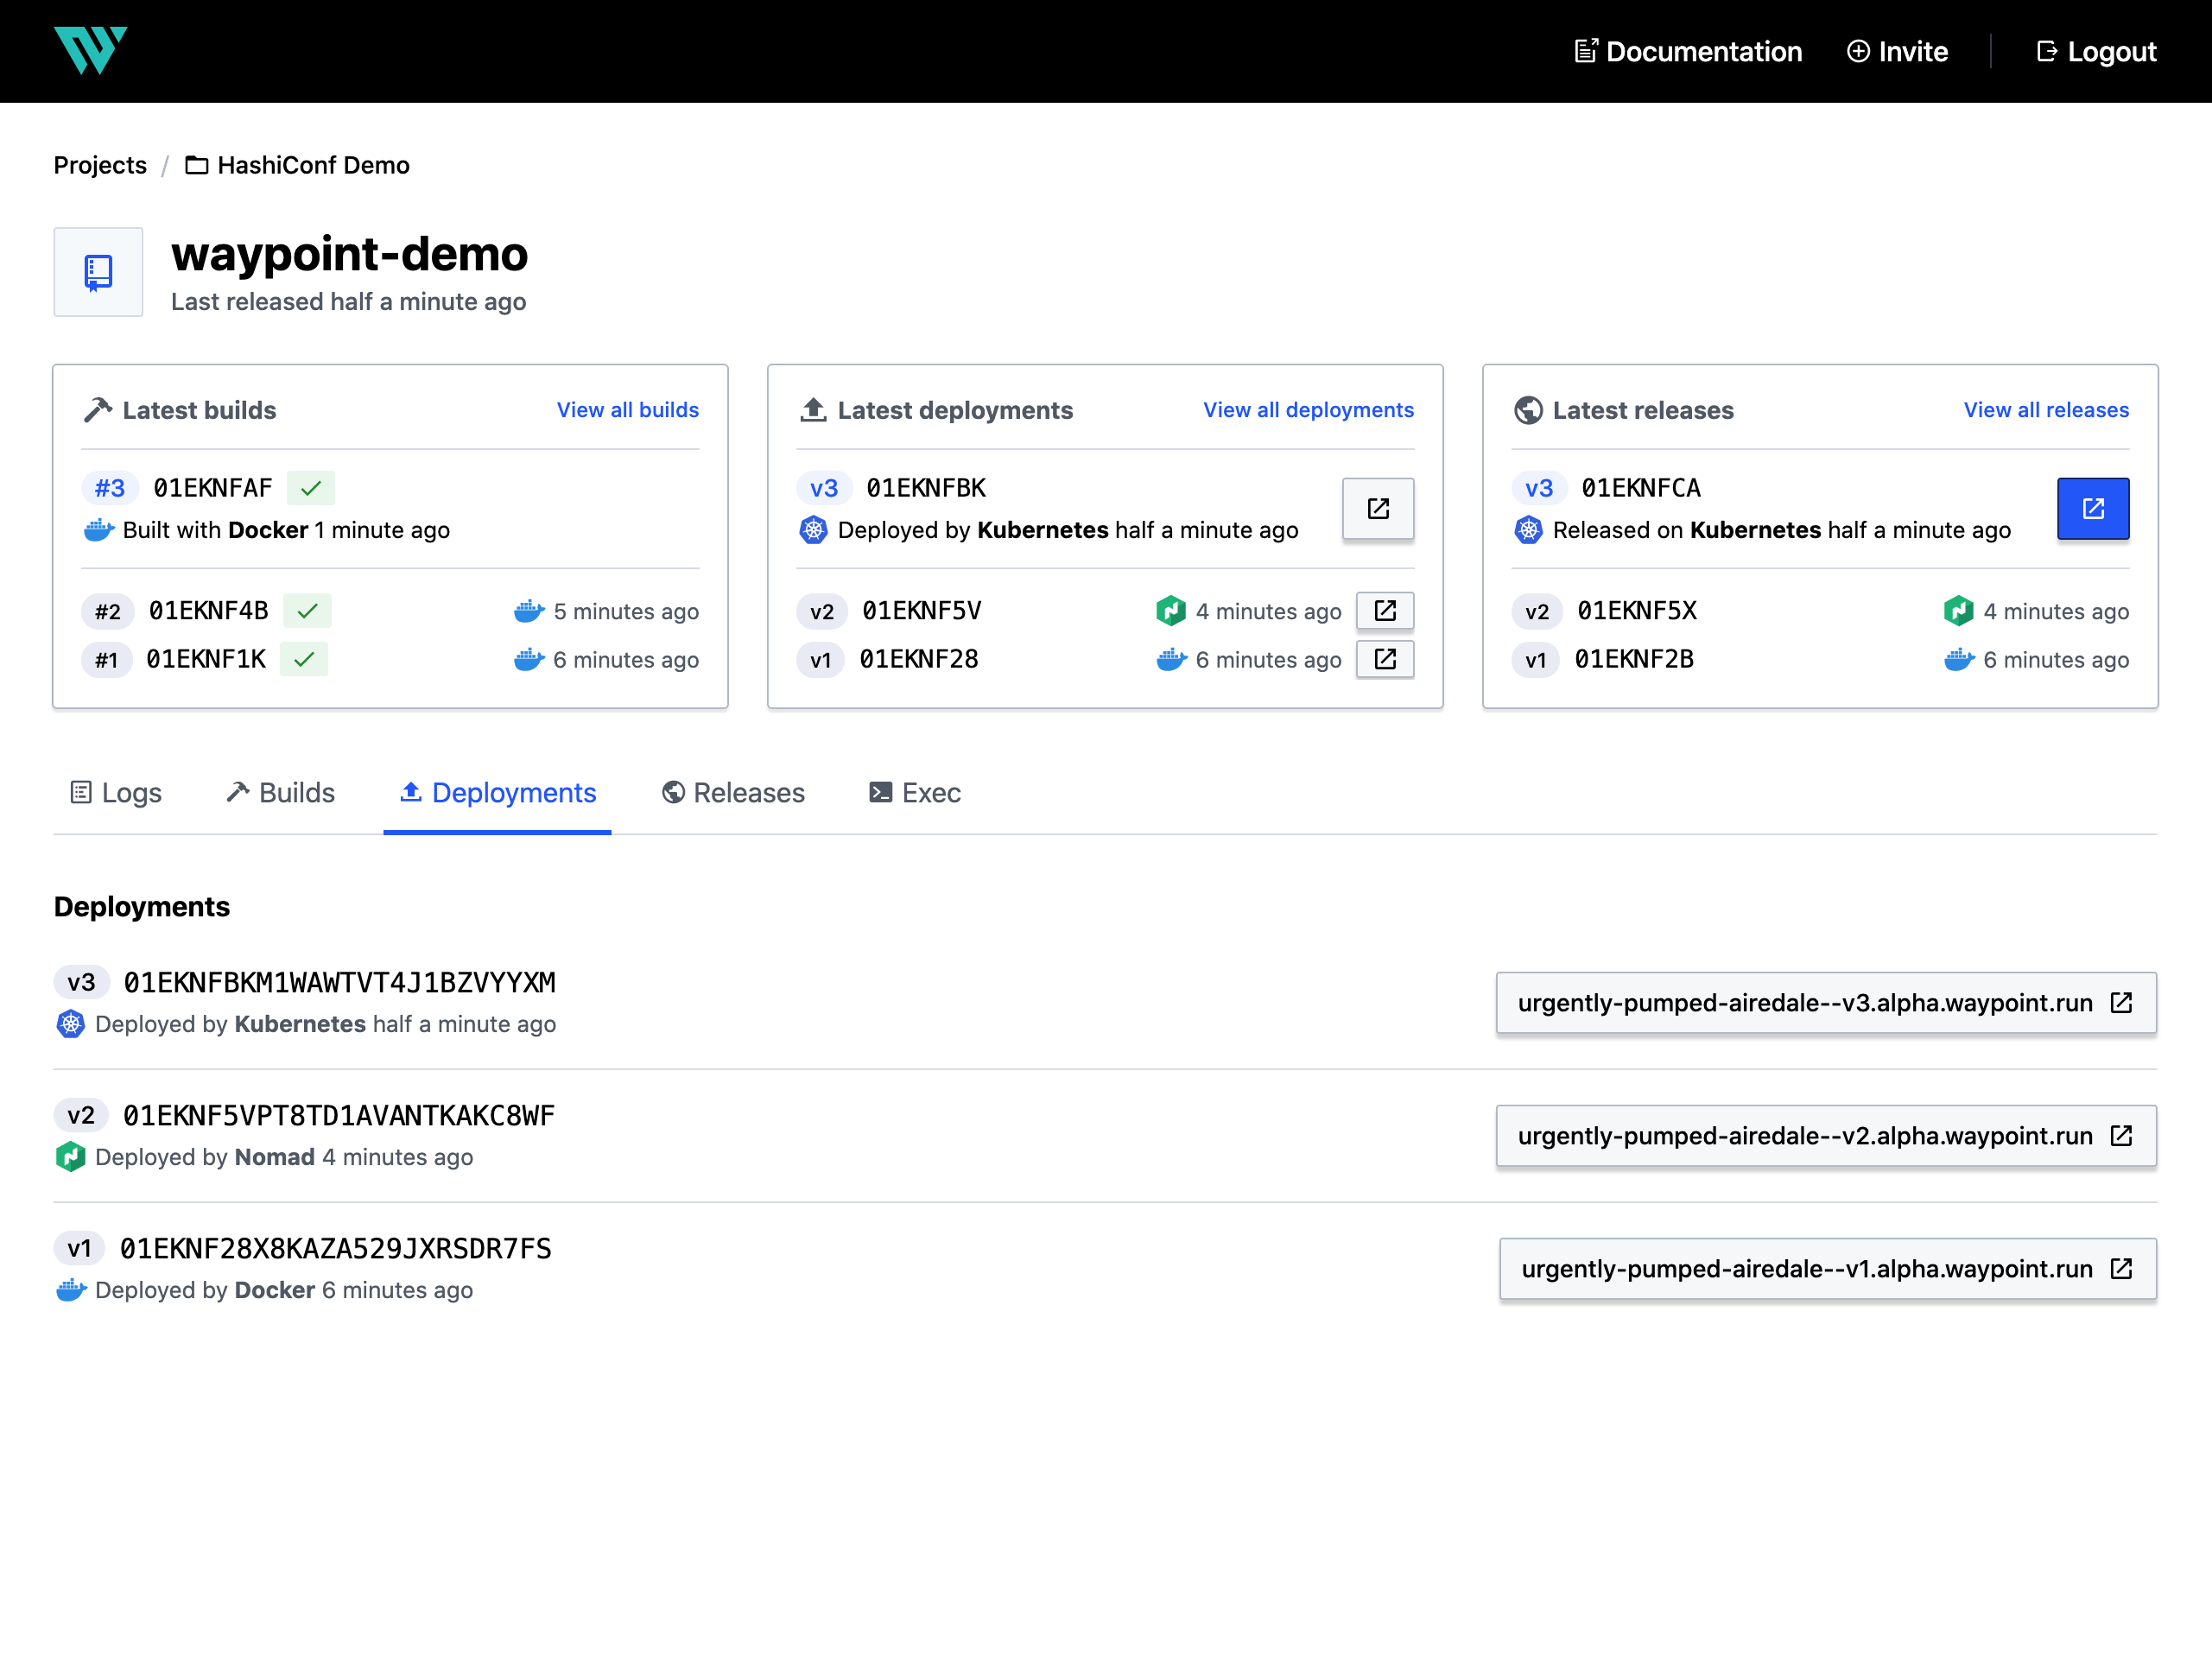 Documentation Invite Logout
Projects / HashiConf Demo
waypoint-demo
Last released half a minute ago
Latest builds View all builds
#3 01EKNFAF
Built with Docker 1 minute ago
#2 01EKNF4B 5 minutes ago
#1 01EKNF1K 6 minutes ago
Latest deployments View all deployments
v3 01EKNFBK
Deployed by Kubernetes half a minute ago
v2 01EKNF5V 4 minutes ago
v1 01EKNF28 6 minutes ago
Latest releases View all releases
v3 01EKNFCA
Released on Kubernetes half a minute ago
v2 01EKNF5X 4 minutes ago
v1 01EKNF2B 6 minutes ago
Logs Builds Deployments Releases Exec
Deployments
v3 01EKNFBKM1WAWTVT4J1BZVYYXM
Deployed by Kubernetes half a minute ago
urgently-pumped-airedale--v3.alpha.waypoint.run
v2 01EKNF5VPT8TD1AVANTKAKC8WF
Deployed by Nomad 4 minutes ago
urgently-pumped-airedale--v2.alpha.waypoint.run
v1 01EKNF28X8KAZA529JXRSDR7FS
Deployed by Docker 6 minutes ago
urgently-pumped-airedale--v1.alpha.waypoint.run